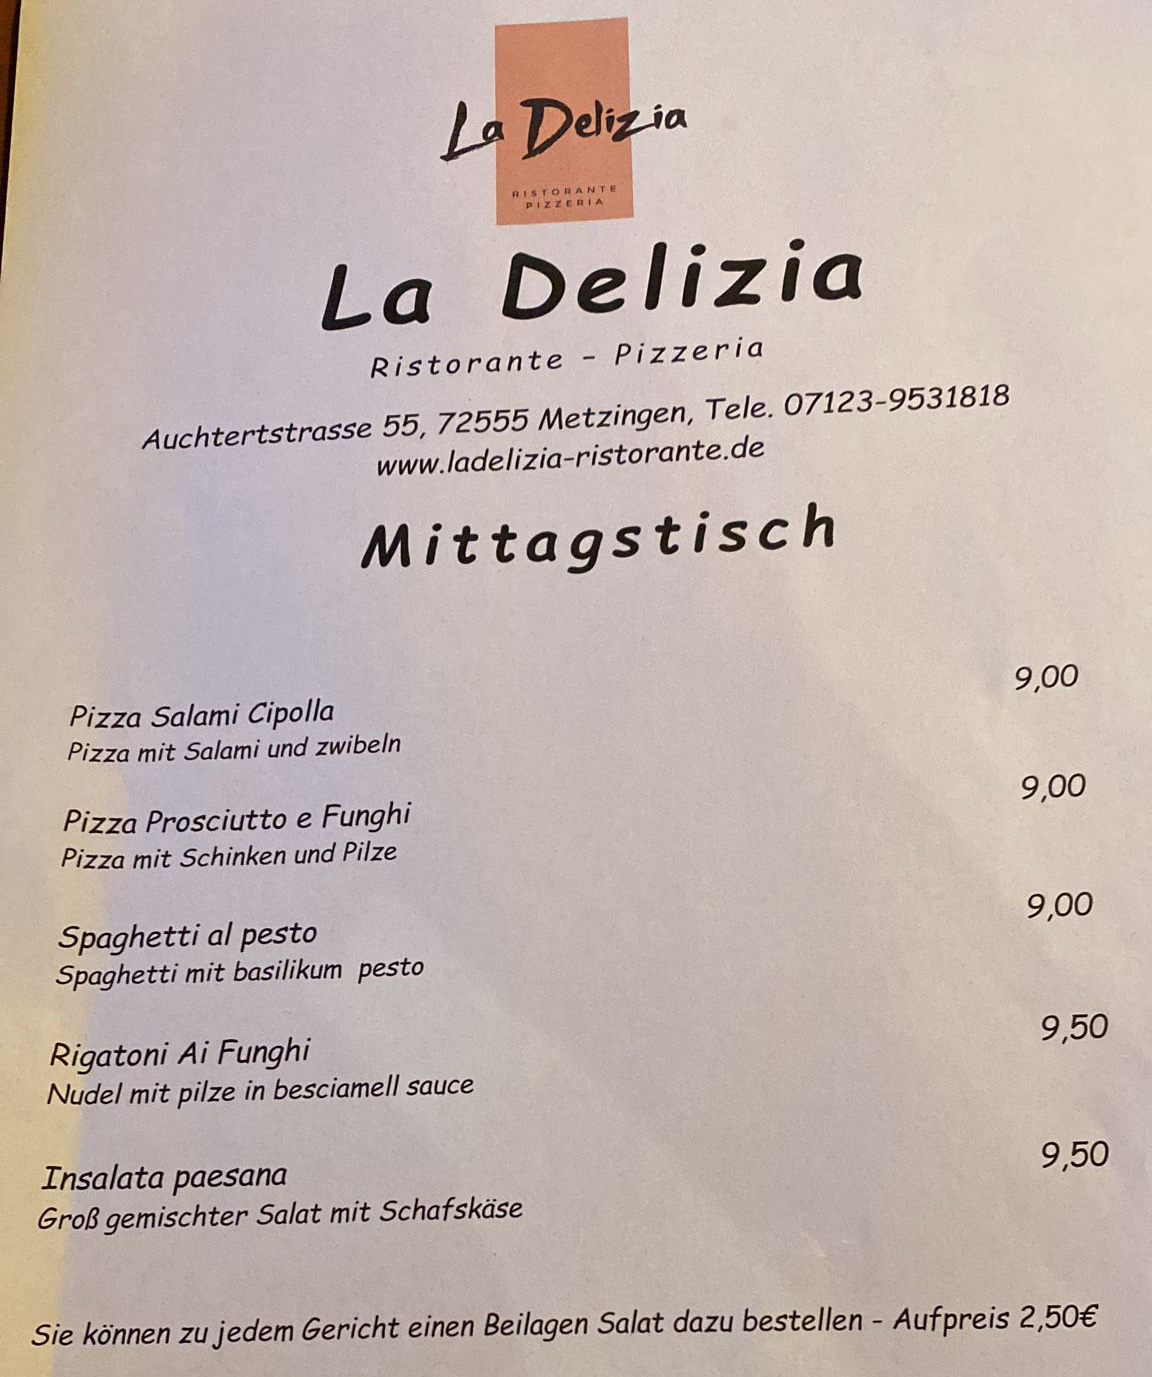 La Delizia
RISTORANTE
PIZZERIA
La Delizia
Ristorante - Pizzeria
Auchtertstrasse 55, 72555 Metzingen, Tele. 07123-9531818
www.ladelizia-ristorante.de
Mittagstisch
Pizza Salami Cipolla 9,00
Pizza mit Salami und zwibeln
Pizza Prosciutto e Funghi 9,00
Pizza mit Schinken und Pilze
Spaghetti al pesto 9,00
Spaghetti mit basilikum pesto
Rigatoni Ai Funghi 9,50
Nudel mit pilze in besciamell sauce
Insalata paesana 9,50
Groß gemischter Salat mit Schafskäse
Sie können zu jedem Gericht einen Beilagen Salat dazu bestellen - Aufpreis 2,50€